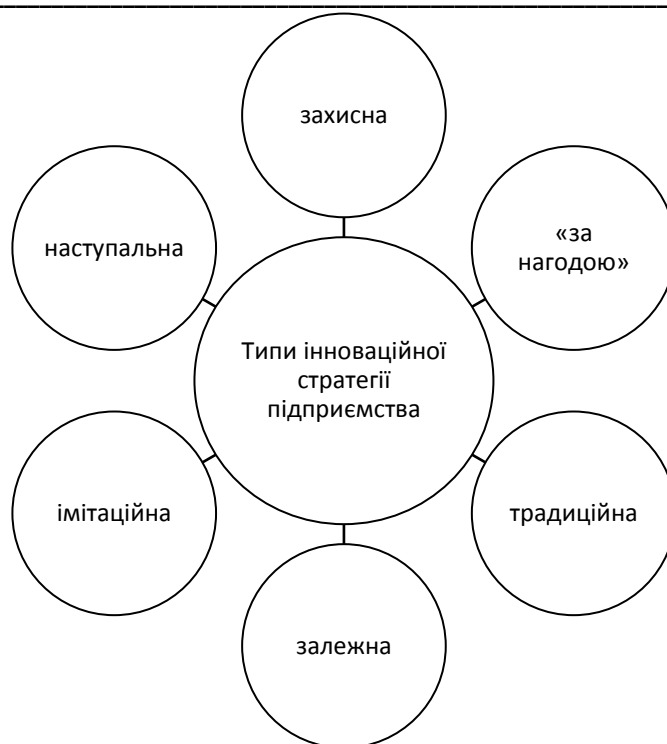 захисна
наступальна
«за
нагодою»
Типи інноваційної
стратегії
підприємства
імітаційна
традиційна
залежна